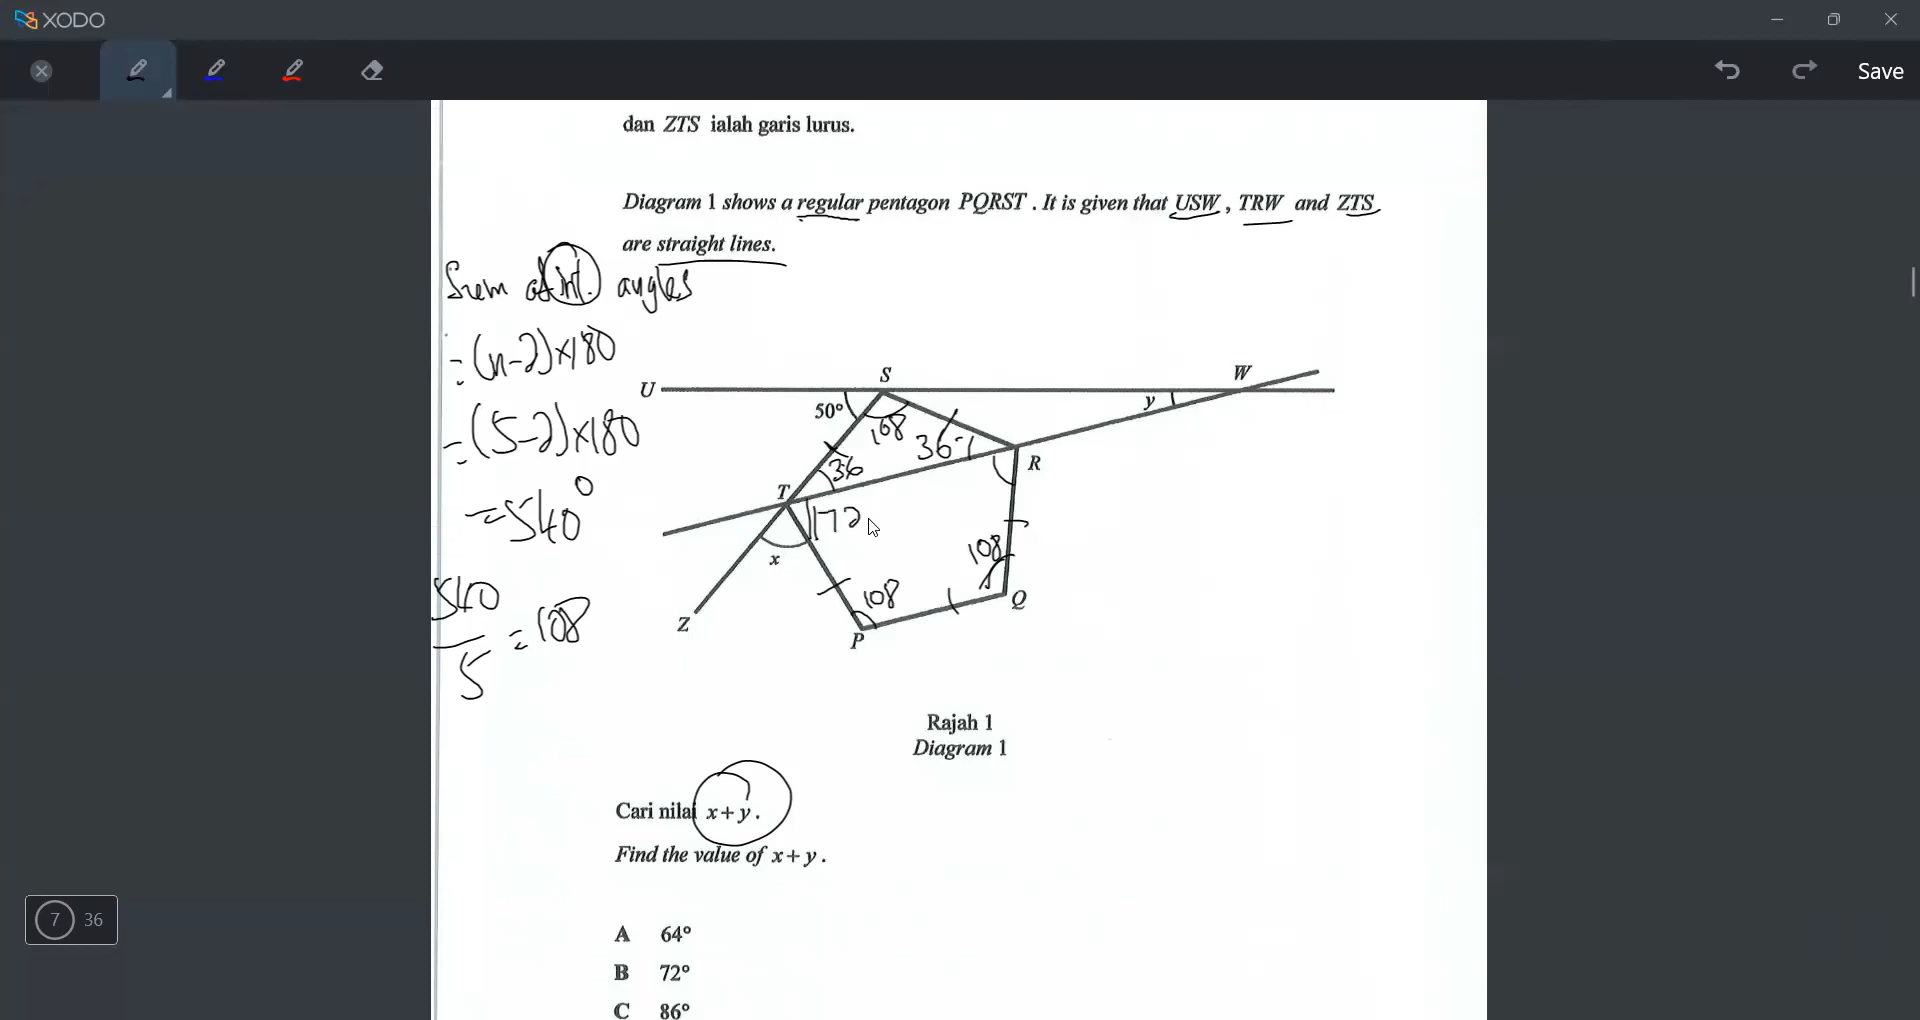 XODO
Save
dan ZTS ialah garis lurus.
Diagram 1 shows a regular pentagon PQRST . It is given that USW , TRW and ZTS
are straight lines.
Sum of int. angles
= (n-2)×180
= (5-2)×180
= 540°
540
5
= 108
U
S
W
50°
108
y
36
36
R
T
172
x
108
108
Q
Z
P
Rajah 1
Diagram 1
Cari nilai x + y .
Find the value of x + y .
A 64°
B 72°
C 86°
7 36